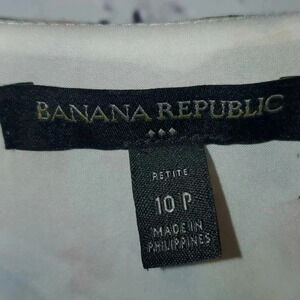 BANANA REPUBLIC
PETITE
10 P
MADE IN
PHILIPPINES